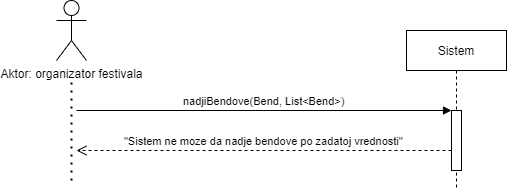 Aktor: organizator festivala
Sistem
nadjiBendove(Bend, List<Bend>)
"Sistem ne moze da nadje bendove po zadatoj vrednosti"